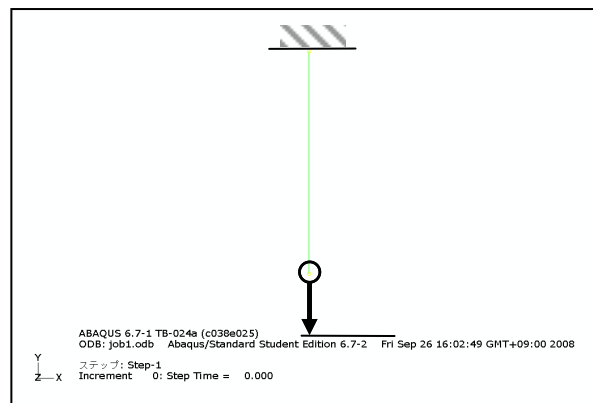 ABAQUS 6.7-1 TB-024a (c038e025)
ODB: job1.odb Abaqus/Standard Student Edition 6.7-2 Fri Sep 26 16:02:49 GMT+09:00 2008
Y
Z X
ステップ: Step-1
Increment 0: Step Time = 0.000